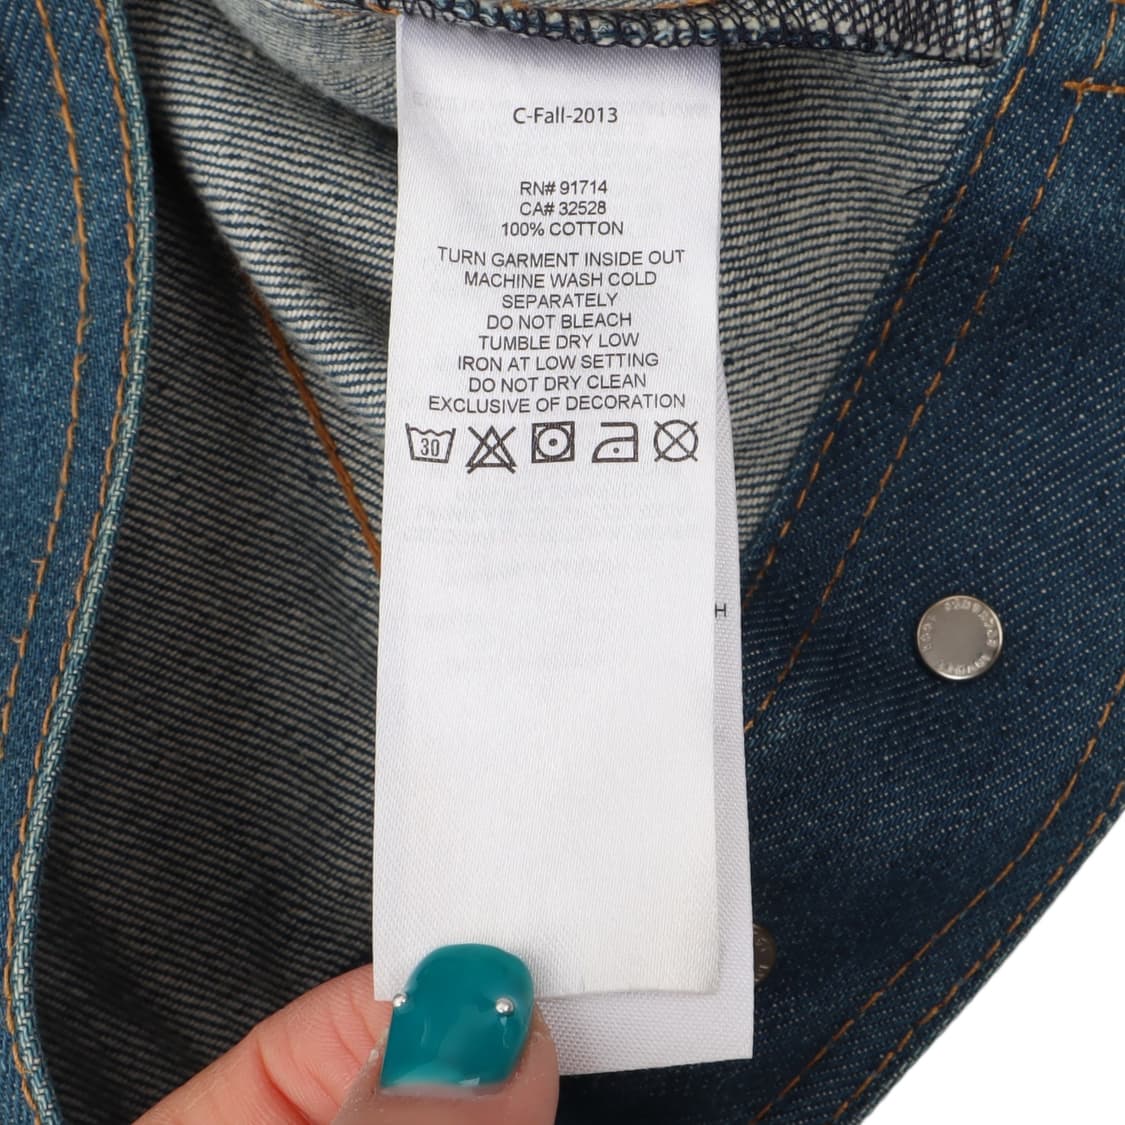 C-Fall-2013
RN# 91714
CA# 32528
100% COTTON
TURN GARMENT INSIDE OUT
MACHINE WASH COLD
SEPARATELY
DO NOT BLEACH
TUMBLE DRY LOW
IRON AT LOW SETTING
DO NOT DRY CLEAN
EXCLUSIVE OF DECORATION
30
H